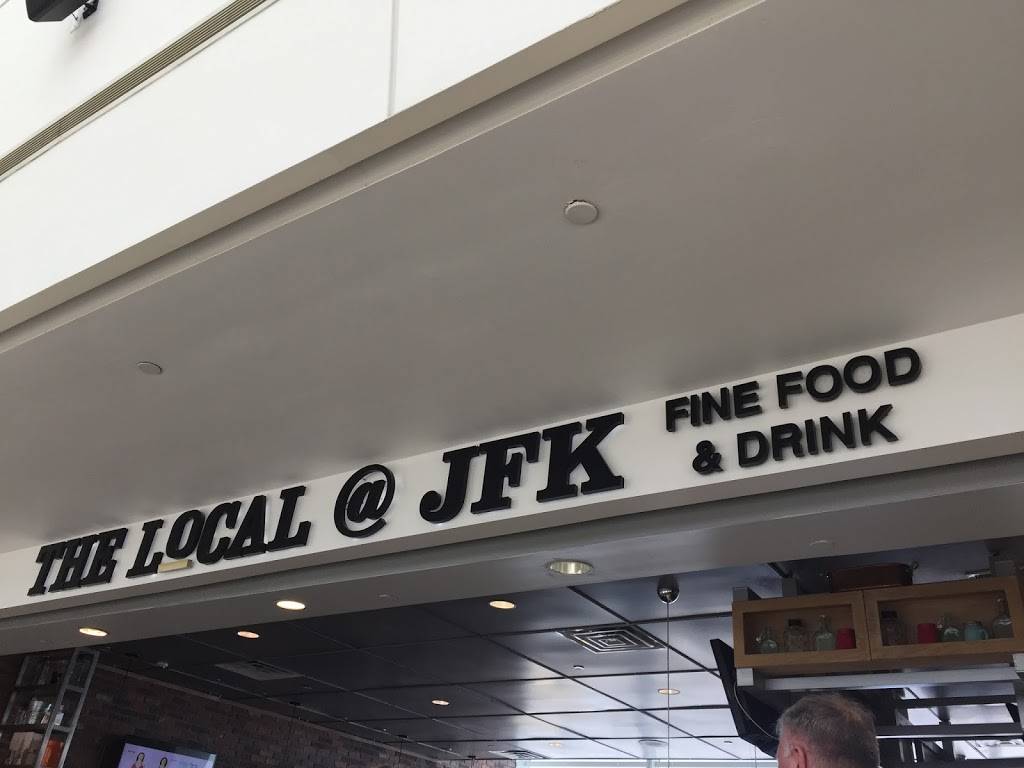 THE LOCAL @ JFK
FINE FOOD
& DRINK